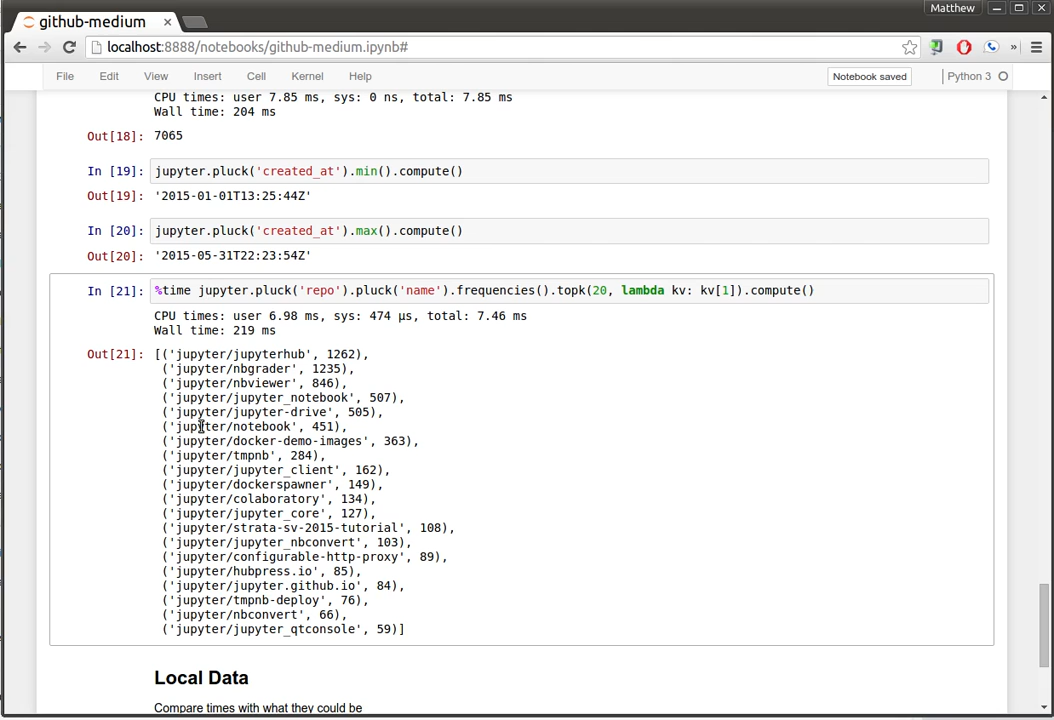 Matthew
github-medium
localhost:8888/notebooks/github-medium.ipynb#
File Edit View Insert Cell Kernel Help Notebook saved Python 3
CPU times: user 7.85 ms, sys: 0 ns, total: 7.85 ms
Wall time: 204 ms
Out[18]: 7065
In [19]: jupyter.pluck('created_at').min().compute()
Out[19]: '2015-01-01T13:25:44Z'
In [20]: jupyter.pluck('created_at').max().compute()
Out[20]: '2015-05-31T22:23:54Z'
In [21]: %time jupyter.pluck('repo').pluck('name').frequencies().topk(20, lambda kv: kv[1]).compute()
CPU times: user 6.98 ms, sys: 474 µs, total: 7.46 ms
Wall time: 219 ms
Out[21]: [('jupyter/jupyterhub', 1262),
('jupyter/nbgrader', 1235),
('jupyter/nbviewer', 846),
('jupyter/jupyter_notebook', 507),
('jupyter/jupyter-drive', 505),
('jupyter/notebook', 451),
('jupyter/docker-demo-images', 363),
('jupyter/tmpnb', 284),
('jupyter/jupyter_client', 162),
('jupyter/dockerspawner', 149),
('jupyter/colaboratory', 134),
('jupyter/jupyter_core', 127),
('jupyter/strata-sv-2015-tutorial', 108),
('jupyter/jupyter_nbconvert', 103),
('jupyter/configurable-http-proxy', 89),
('jupyter/hubpress.io', 85),
('jupyter/jupyter.github.io', 84),
('jupyter/tmpnb-deploy', 76),
('jupyter/nbconvert', 66),
('jupyter/jupyter_qtconsole', 59)]
Local Data
Compare times with what they could be